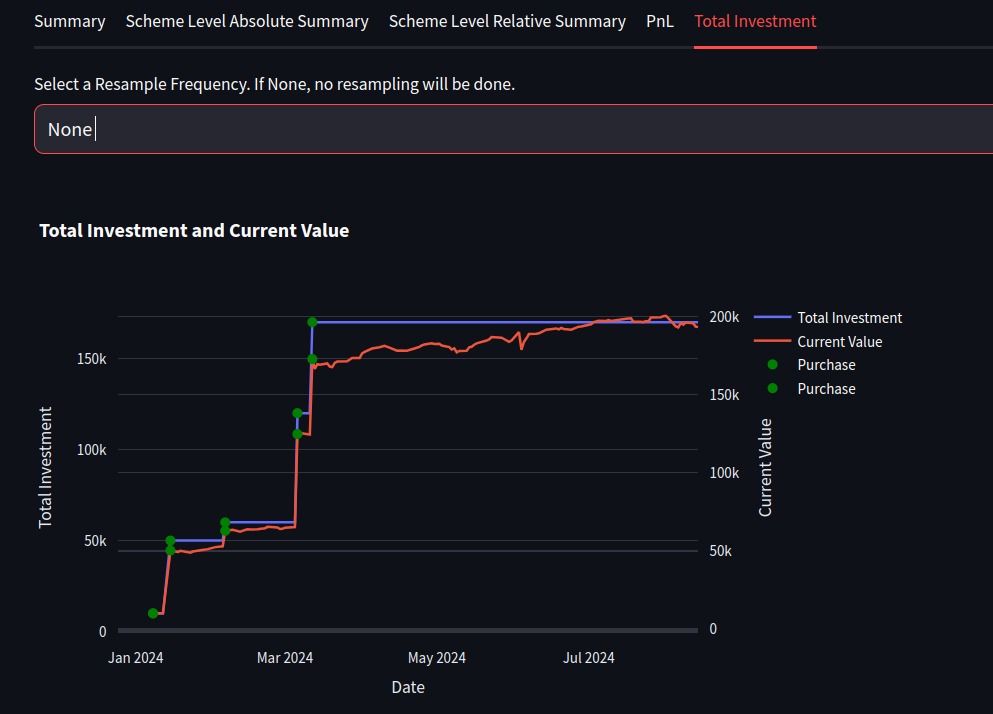 Summary Scheme Level Absolute Summary Scheme Level Relative Summary PnL Total Investment
Select a Resample Frequency. If None, no resampling will be done.
None
Total Investment and Current Value
200k
150k
100k
50k
0
Total Investment
150k
100k
50k
0
Current Value
Total Investment
Current Value
Purchase
Purchase
Jan 2024 Mar 2024 May 2024 Jul 2024
Date